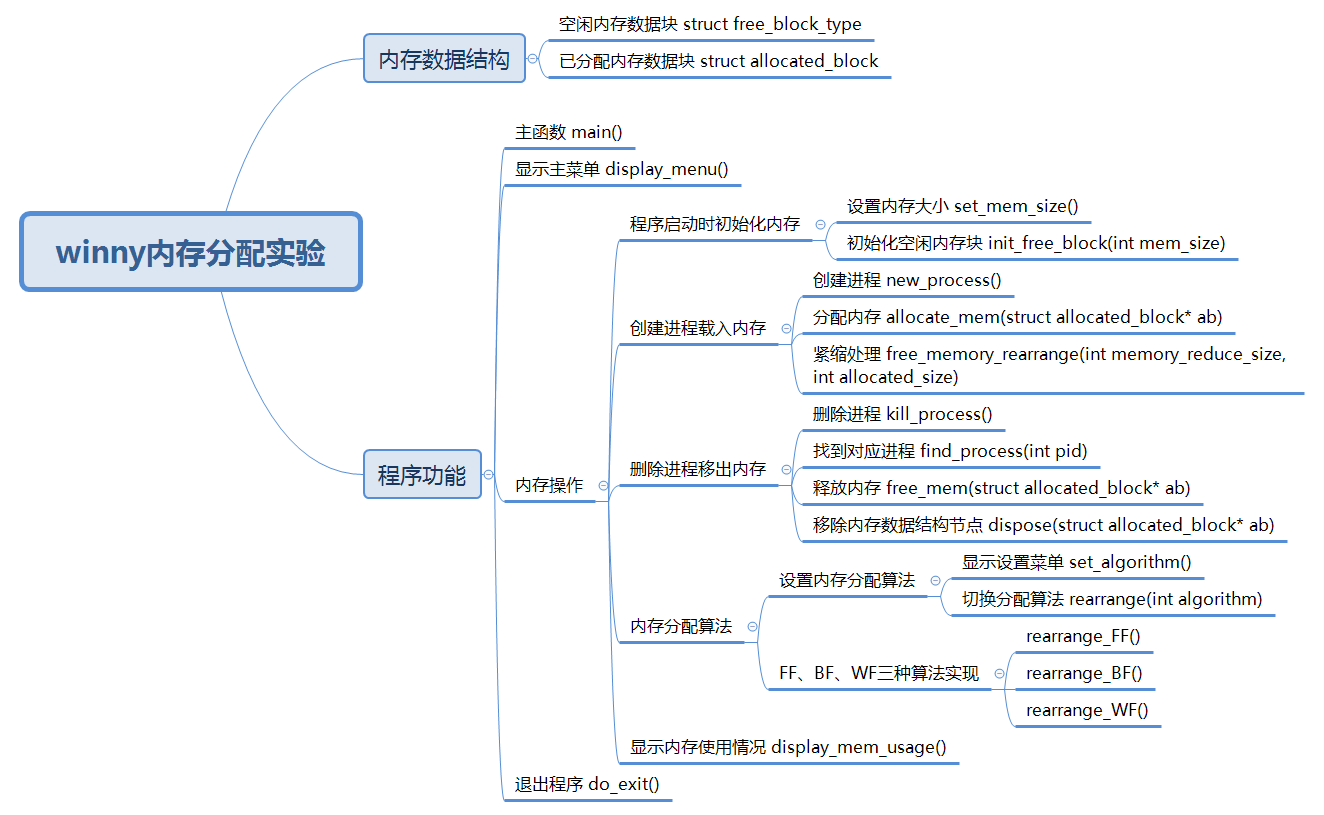 winny内存分配实验
内存数据结构
空闲内存数据块 struct free_block_type
已分配内存数据块 struct allocated_block
程序功能
主函数 main()
显示主菜单 display_menu()
内存操作
程序启动时初始化内存
设置内存大小 set_mem_size()
初始化空闲内存块 init_free_block(int mem_size)
创建进程载入内存
创建进程 new_process()
分配内存 allocate_mem(struct allocated_block* ab)
紧缩处理 free_memory_rearrange(int memory_reduce_size,
int allocated_size)
删除进程移出内存
删除进程 kill_process()
找到对应进程 find_process(int pid)
释放内存 free_mem(struct allocated_block* ab)
移除内存数据结构节点 dispose(struct allocated_block* ab)
内存分配算法
设置内存分配算法
显示设置菜单 set_algorithm()
切换分配算法 rearrange(int algorithm)
FF、BF、WF三种算法实现
rearrange_FF()
rearrange_BF()
rearrange_WF()
显示内存使用情况 display_mem_usage()
退出程序 do_exit()